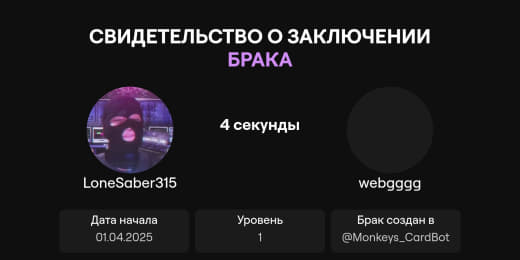 СВИДЕТЕЛЬСТВО О ЗАКЛЮЧЕНИИ
БРАКА
4 секунды
LoneSaber315
webgggg
Дата начала
01.04.2025
Уровень
1
Брак создан в
@Monkeys_CardBot